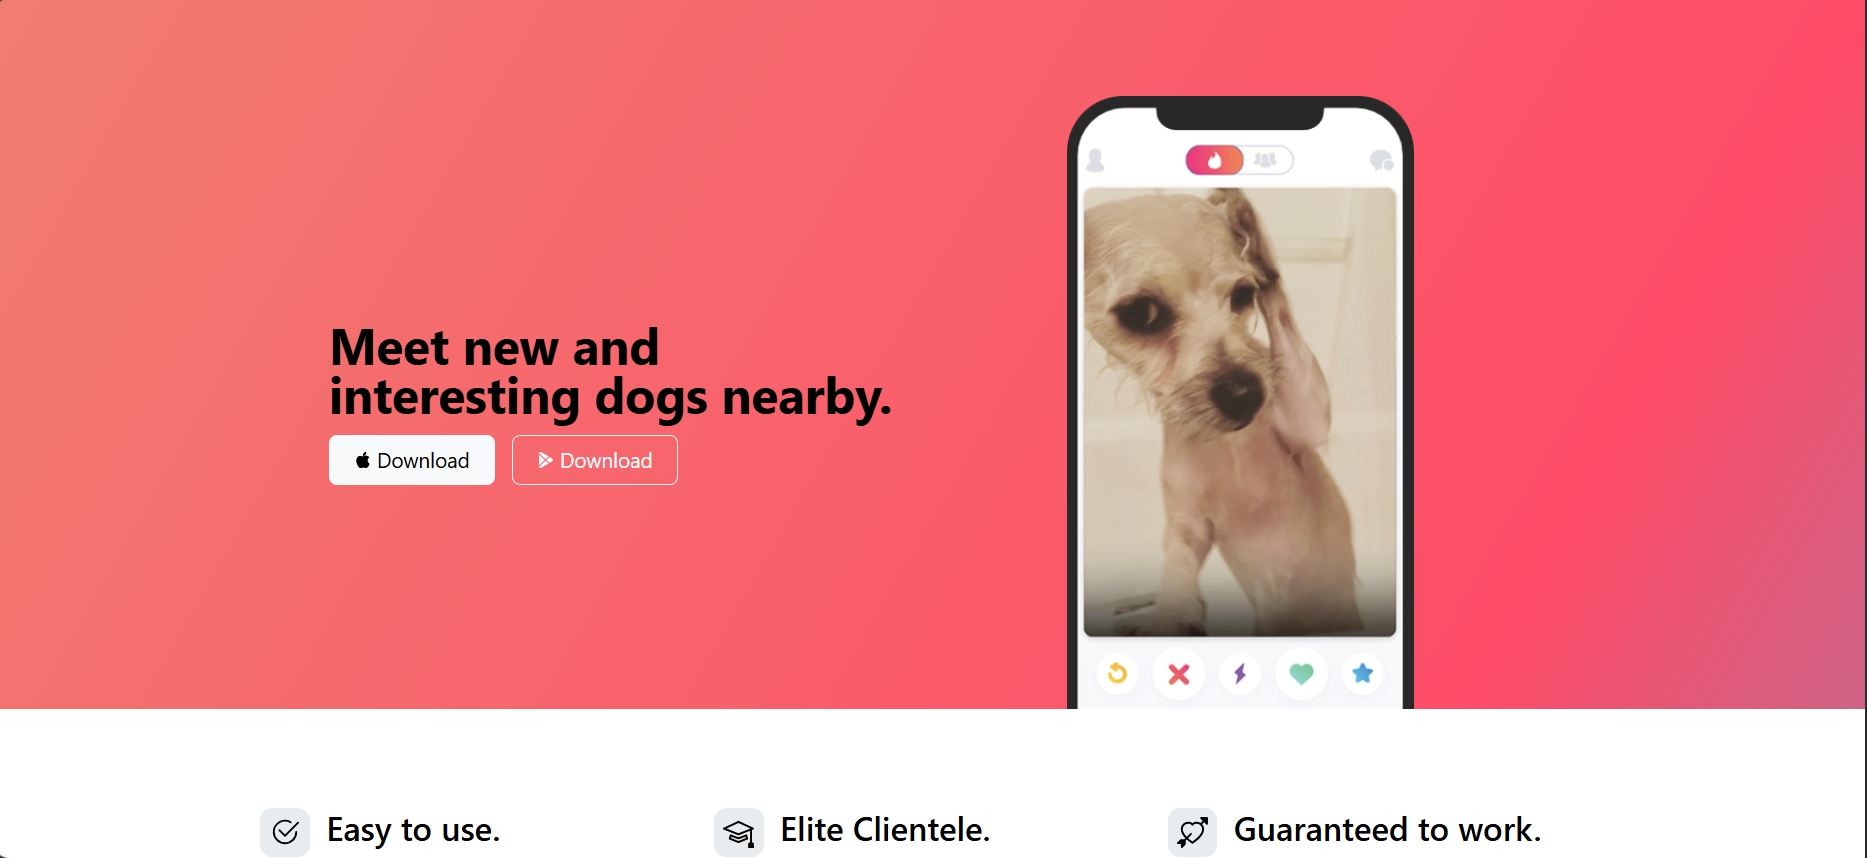 Meet new and
interesting dogs nearby.
Download
Download
Easy to use.
Elite Clientele.
Guaranteed to work.